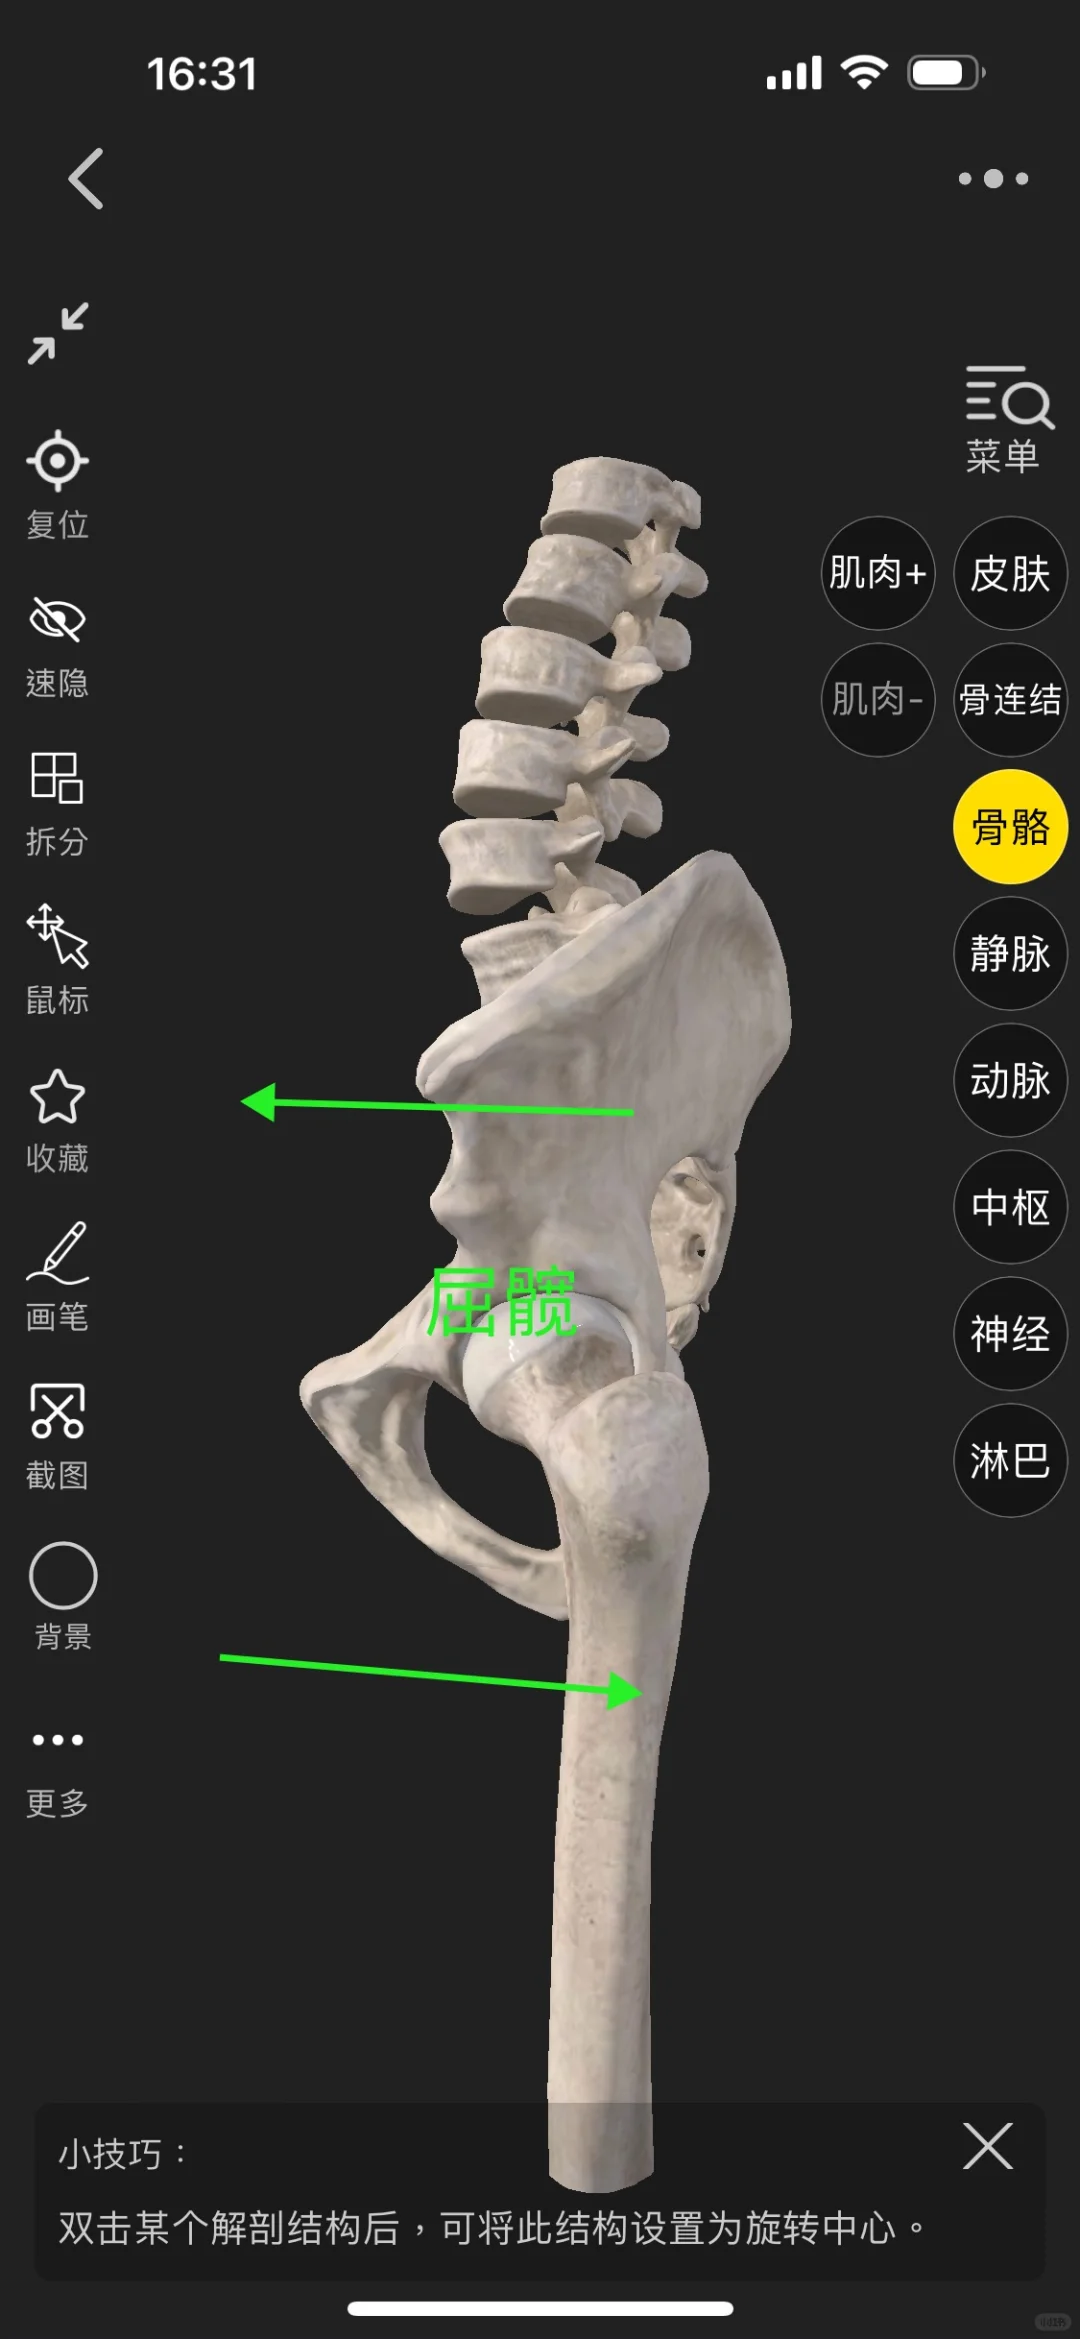 16:31
菜单
复位
肌肉+
皮肤
速隐
肌肉-
骨连结
拆分
骨骼
静脉
鼠标
动脉
收藏
中枢
屈髋
画笔
神经
截图
淋巴
背景
更多
小技巧：
双击某个解剖结构后，可将此结构设置为旋转中心。
小红书